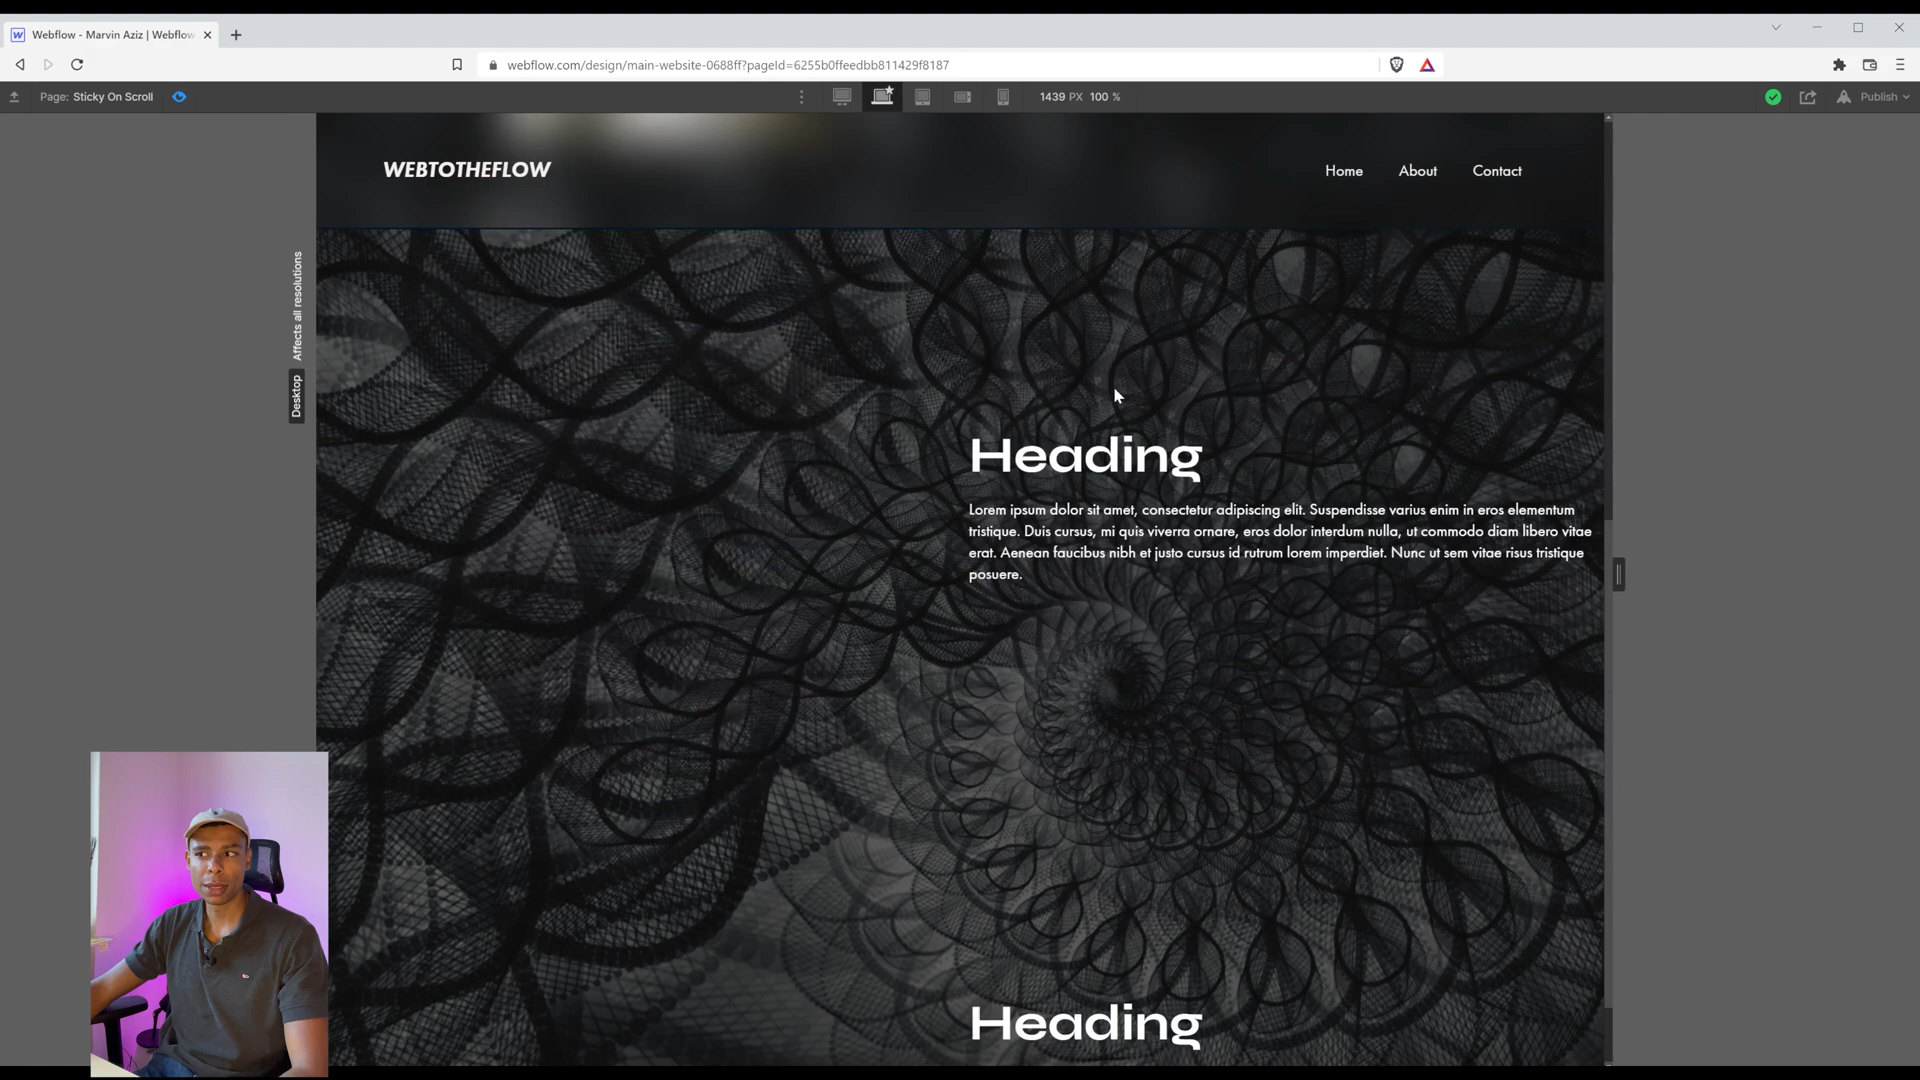 Webflow - Marvin Aziz | Webflow
webflow.com/design/main-website-0688ff?pageId=6255b0ffeedbb811429f8187
Page: Sticky On Scroll
1439 PX 100 %
Publish
WEBTOTHEFLOW
Home About Contact
Affects all resolutions
Desktop
Heading
Lorem ipsum dolor sit amet, consectetur adipiscing elit. Suspendisse varius enim in eros elementum
tristique. Duis cursus, mi quis viverra ornare, eros dolor interdum nulla, ut commodo diam libero vitae
erat. Aenean faucibus nibh et justo cursus id rutrum lorem imperdiet. Nunc ut sem vitae risus tristique
posuere.
Heading